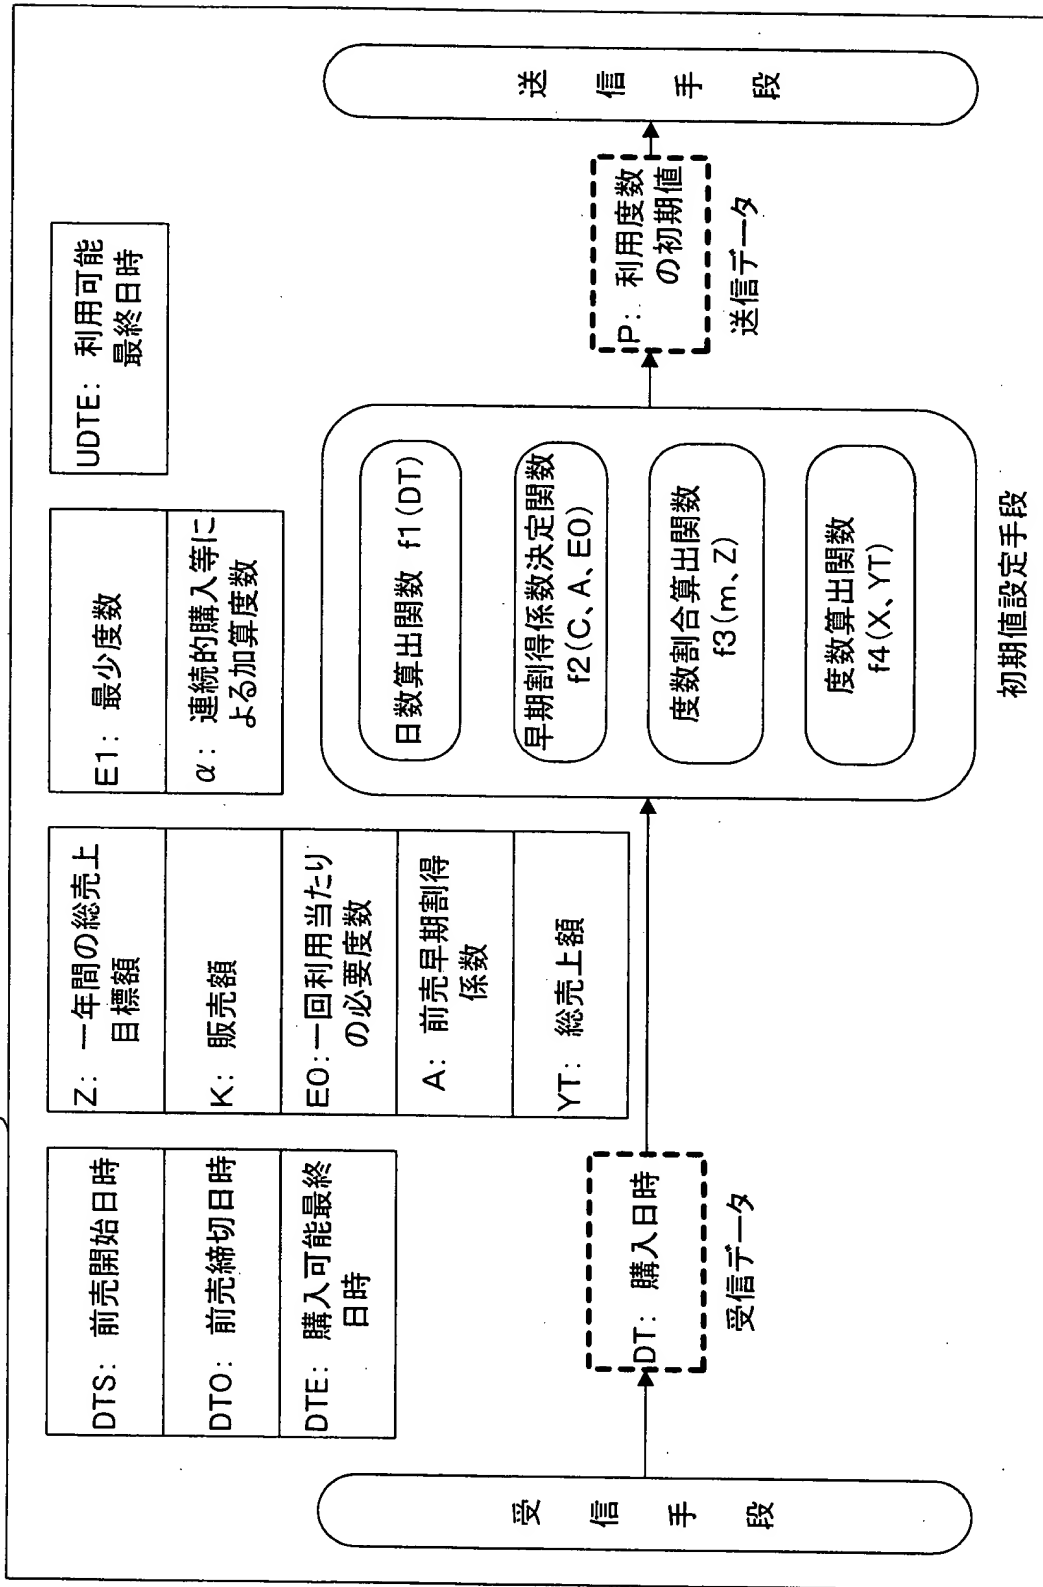 DTS: 前売開始日時
DTO: 前売締切日時
DTE: 購入可能最終
日時
Z: 一年間の総売上
目標額
K: 販売額
E0:一回利用当たり
の必要度数
A: 前売早期割得
係数
YT: 総売上額
E1: 最少度数
α: 連続的購入等に
よる加算度数
UDTE: 利用可能
最終日時
受信手段
DT: 購入日時
受信データ
日数算出関数 f1(DT)
早期割得係数決定関数
f2(C、A、E0)
度数割合算出関数
f3(m、Z)
度数算出関数
f4(X、YT)
初期値設定手段
P: 利用度数
の初期値
送信データ
送信手段